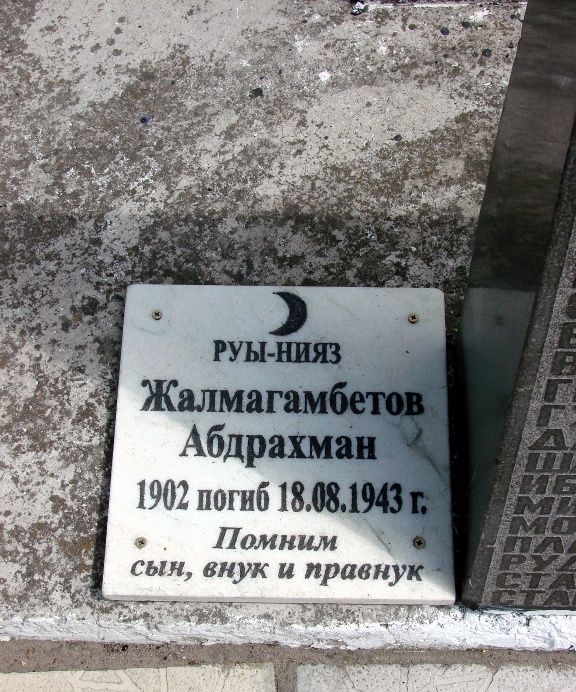 РУЫ-НИЯЗ
Жалмагамбетов
Абдрахман
1902 погиб 18.08.1943 г.
Помним
сын, внук и правнук